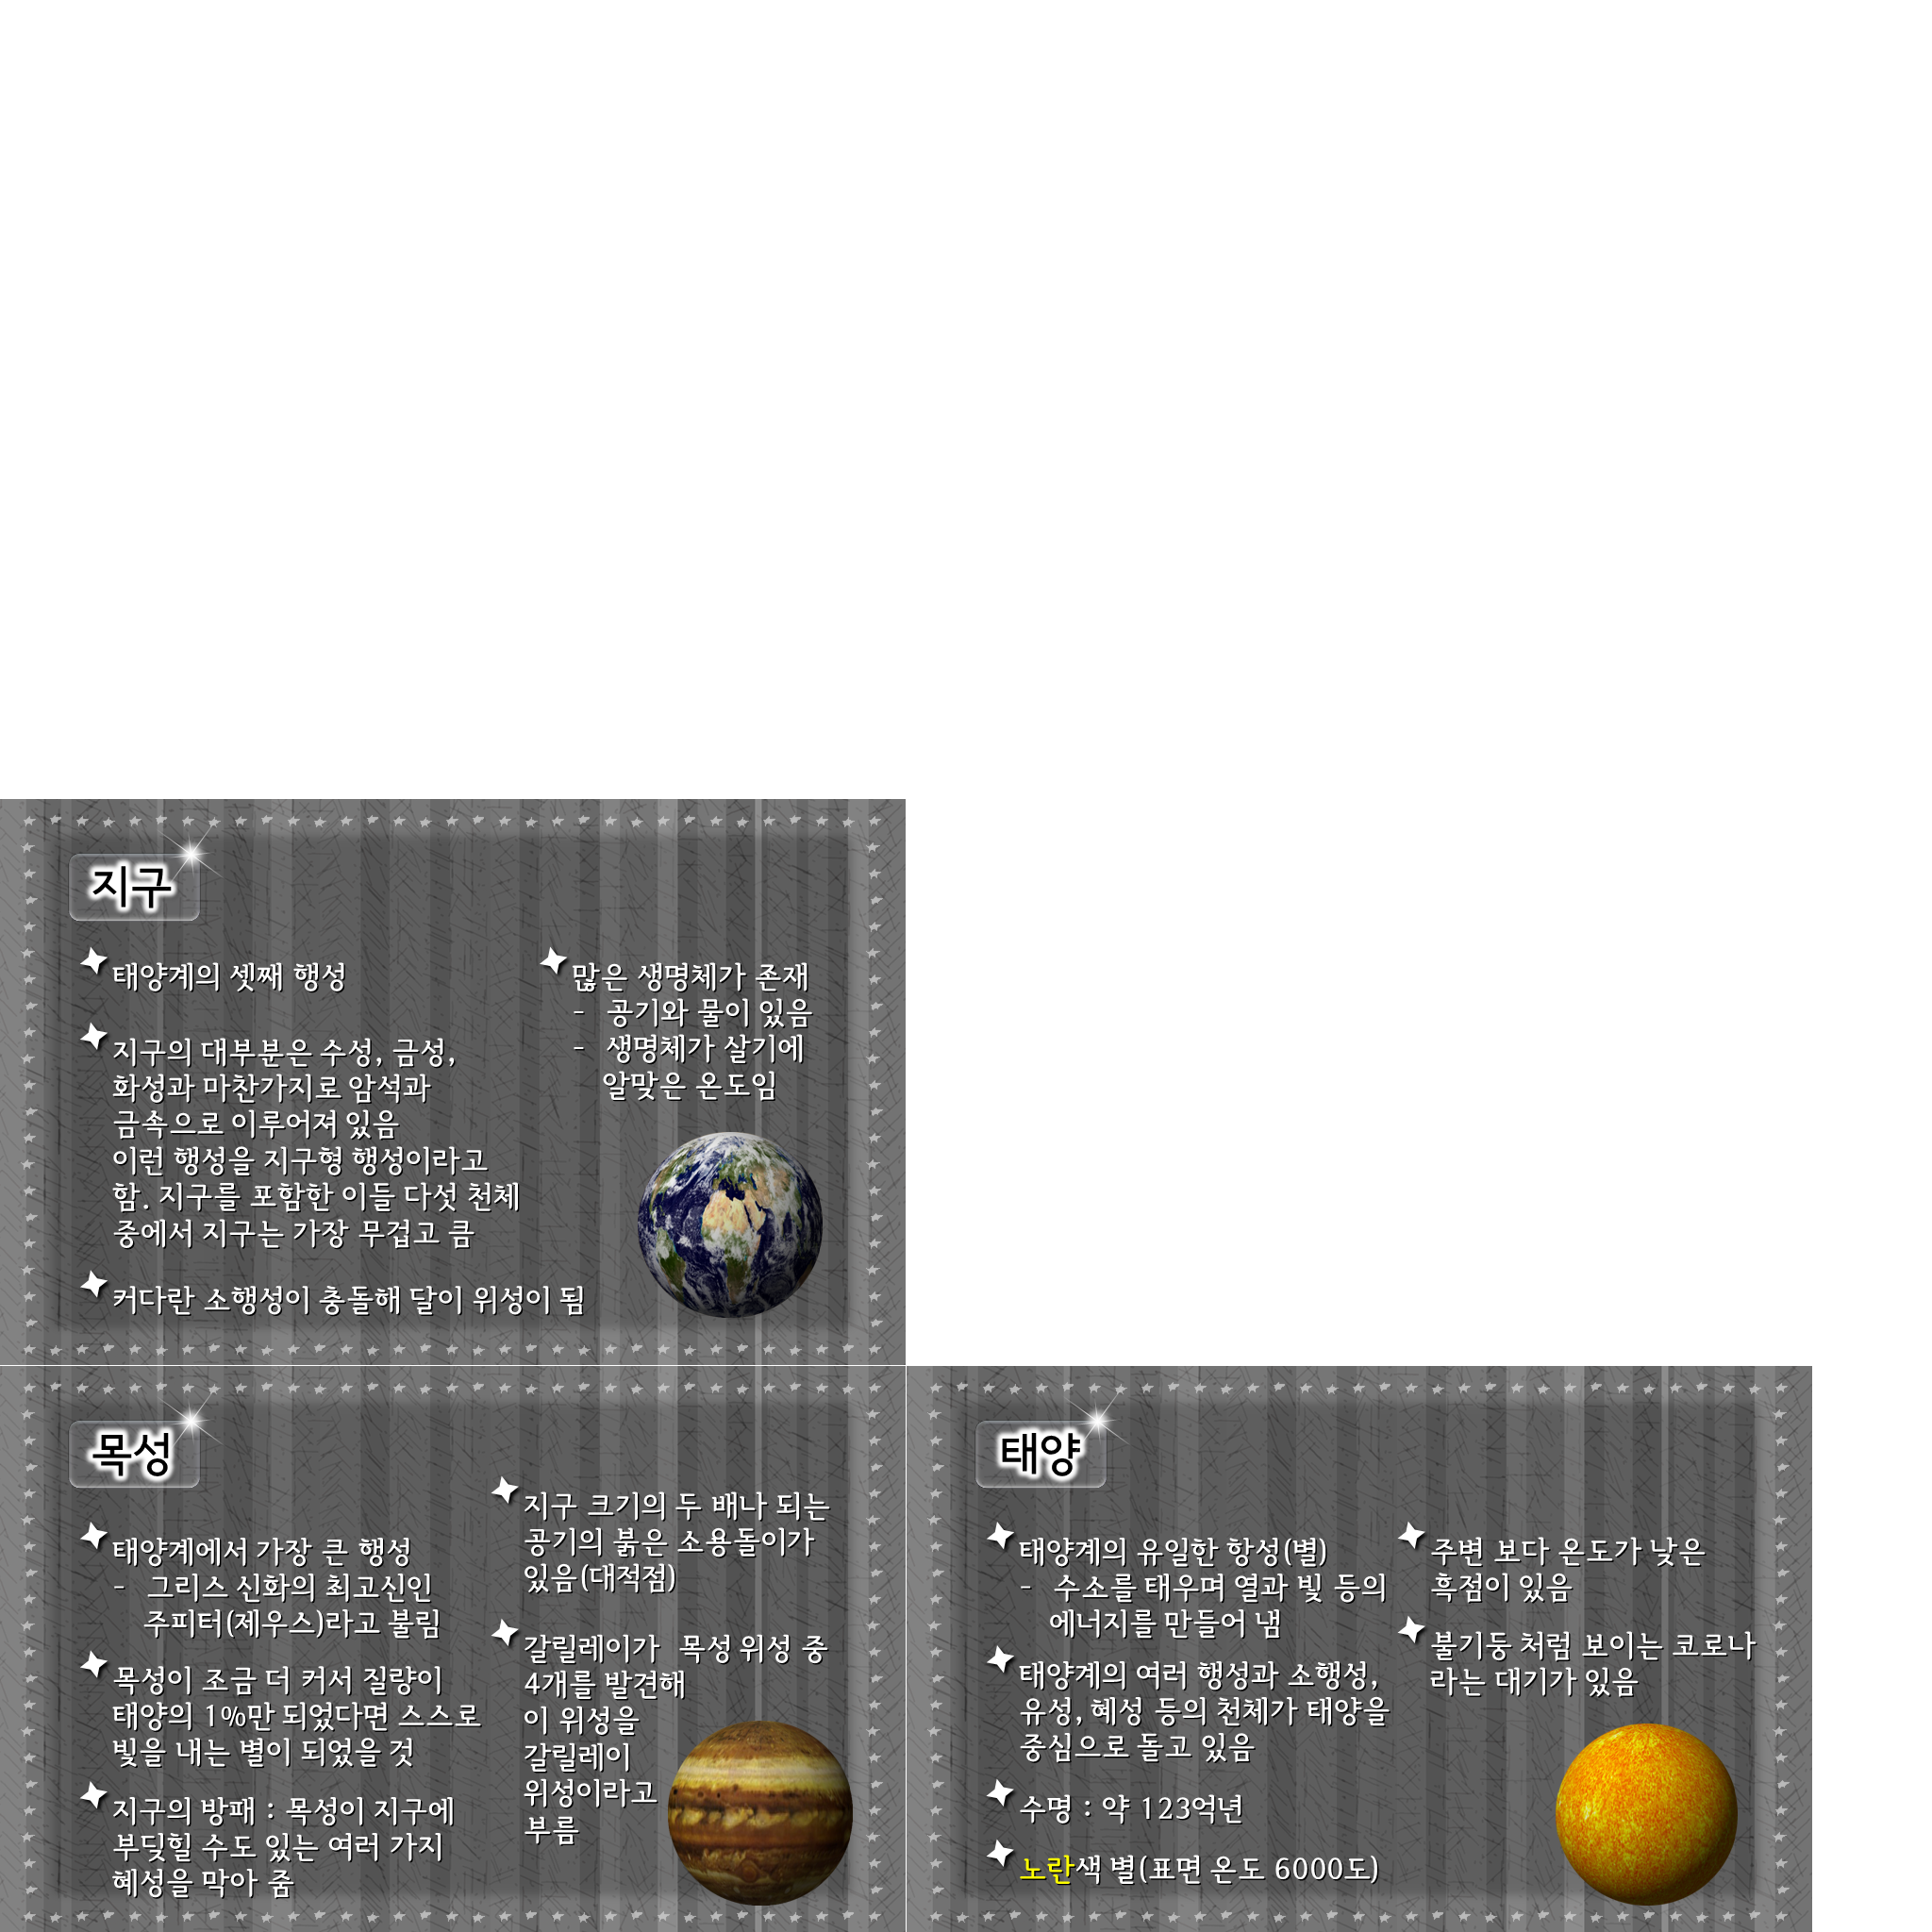 지구
태양계의 셋째 행성
지구의 대부분은 수성, 금성,
화성과 마찬가지로 암석과
금속으로 이루어져 있음
이런 행성을 지구형 행성이라고
함. 지구를 포함한 이들 다섯 천체
중에서 지구는 가장 무겁고 큼
커다란 소행성이 충돌해 달이 위성이 됨
많은 생명체가 존재
- 공기와 물이 있음
- 생명체가 살기에
알맞은 온도임
목성
태양계에서 가장 큰 행성
- 그리스 신화의 최고신인
주피터(제우스)라고 불림
목성이 조금 더 커서 질량이
태양의 1%만 되었다면 스스로
빛을 내는 별이 되었을 것
지구의 방패 : 목성이 지구에
부딪힐 수도 있는 여러 가지
혜성을 막아 줌
지구 크기의 두 배나 되는
공기의 붉은 소용돌이가
있음(대적점)
갈릴레이가 목성 위성 중
4개를 발견해
이 위성을
갈릴레이
위성이라고
부름
태양
태양계의 유일한 항성(별)
- 수소를 태우며 열과 빛 등의
에너지를 만들어 냄
태양계의 여러 행성과 소행성,
유성, 혜성 등의 천체가 태양을
중심으로 돌고 있음
수명 : 약 123억년
노란색 별(표면 온도 6000도)
주변 보다 온도가 낮은
흑점이 있음
불기둥 처럼 보이는 코로나
라는 대기가 있음